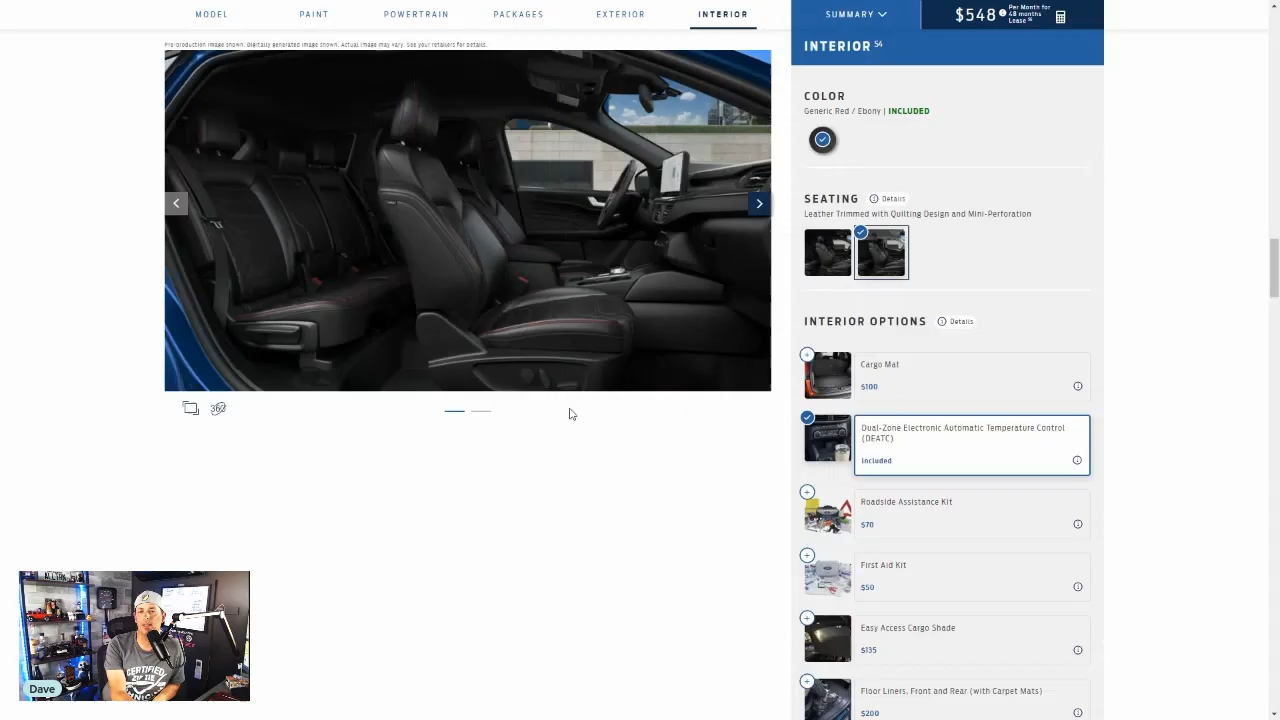 MODEL
PAINT
POWERTRAIN
PACKAGES
EXTERIOR
INTERIOR
SUMMARY
$548
Per Month for
48 months
Lease
Pre-production image shown. Digitally generated image shown. Actual image may vary. See your retailers for details.
INTERIOR S4
COLOR
Generic Red / Ebony | INCLUDED
SEATING
Details
Leather Trimmed with Quilting Design and Mini-Perforation
INTERIOR OPTIONS
Details
Cargo Mat
$100
Dual-Zone Electronic Automatic Temperature Control
(DEATC)
Included
Roadside Assistance Kit
$70
First Aid Kit
$50
Easy Access Cargo Shade
$135
Floor Liners, Front and Rear (with Carpet Mats)
$200
360
CERTIFIED
Dave